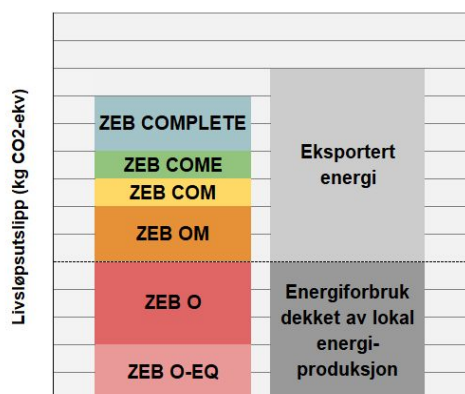 Livsløpsutslipp (kg CO2-ekv)
ZEB COMPLETE
ZEB COME
ZEB COM
ZEB OM
ZEB O
ZEB O-EQ
Eksportert
energi
Energiforbruk
dekket av lokal
energi-
produksjon